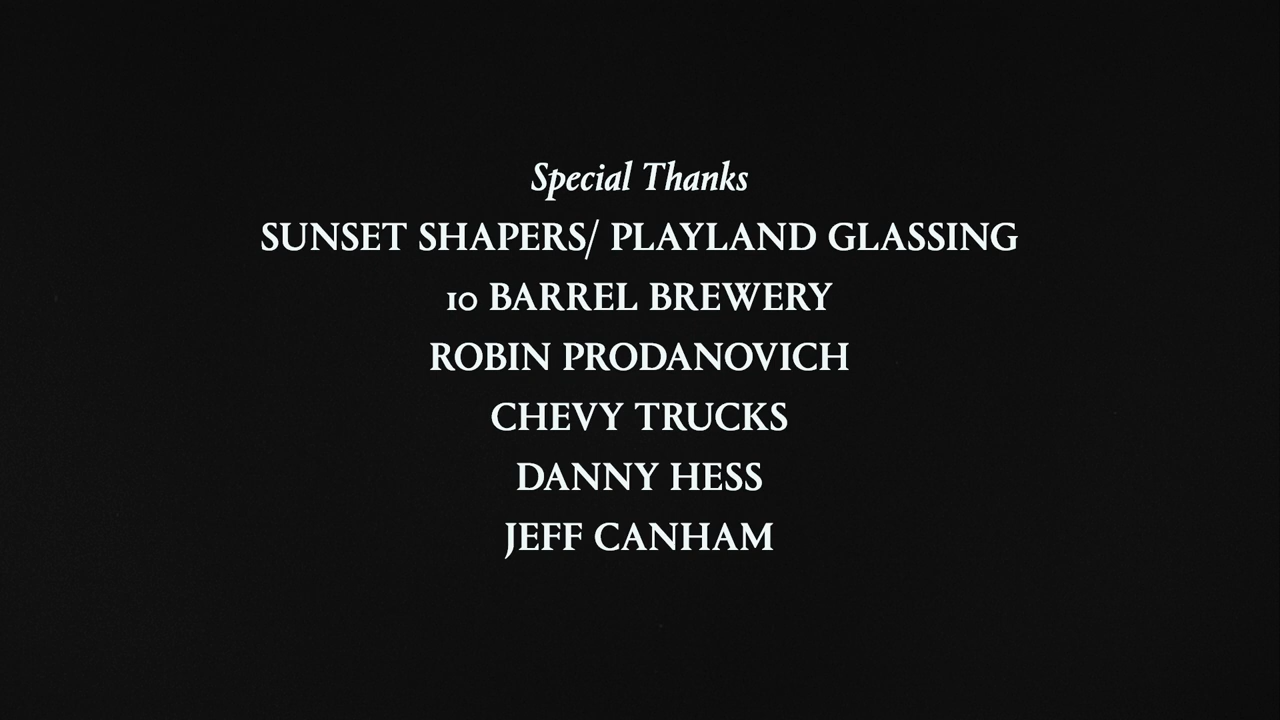 Special Thanks
SUNSET SHAPERS/ PLAYLAND GLASSING
10 BARREL BREWERY
ROBIN PRODANOVICH
CHEVY TRUCKS
DANNY HESS
JEFF CANHAM